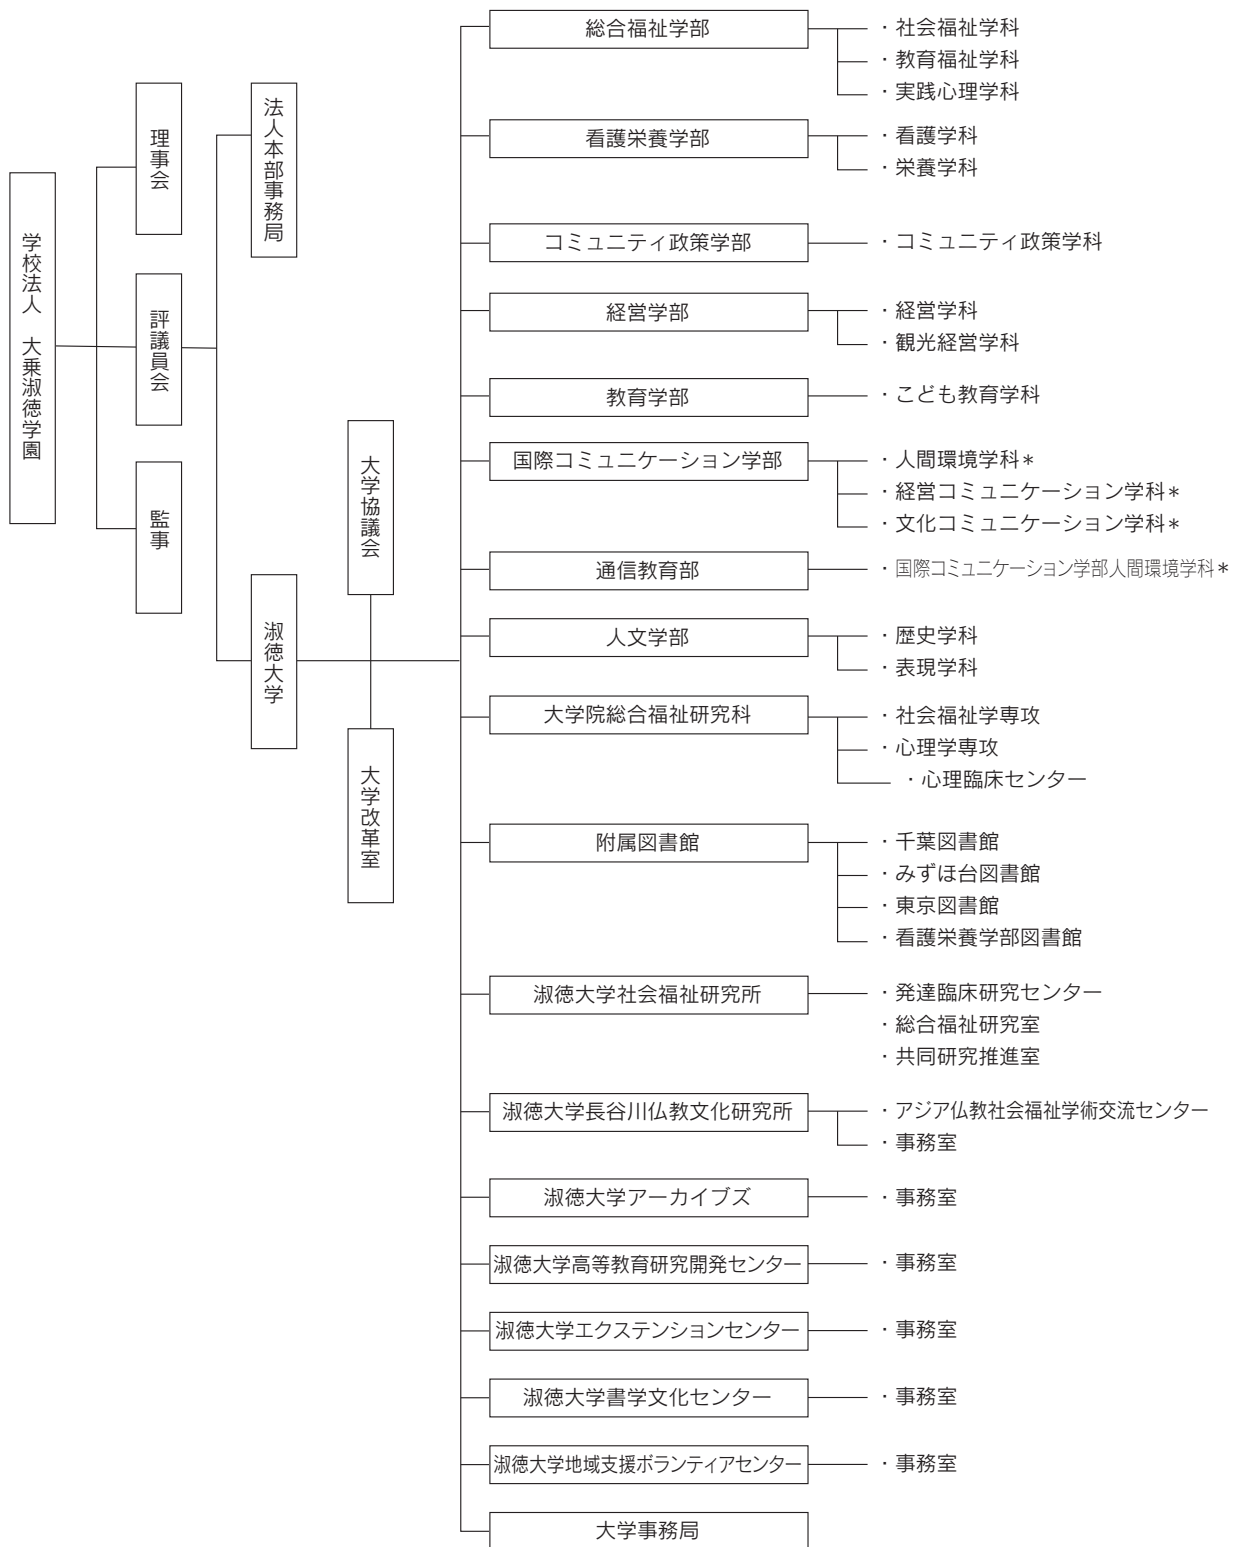 学校法人　大乗淑徳学園
理事会
評議員会
監事
法人本部事務局
淑徳大学
大学協議会
大学改革室
総合福祉学部
・社会福祉学科
・教育福祉学科
・実践心理学科
看護栄養学部
・看護学科
・栄養学科
コミュニティ政策学部
・コミュニティ政策学科
経営学部
・経営学科
・観光経営学科
教育学部
・こども教育学科
国際コミュニケーション学部
・人間環境学科＊
・経営コミュニケーション学科＊
・文化コミュニケーション学科＊
通信教育部
・国際コミュニケーション学部人間環境学科＊
人文学部
・歴史学科
・表現学科
大学院総合福祉研究科
・社会福祉学専攻
・心理学専攻
・心理臨床センター
附属図書館
・千葉図書館
・みずほ台図書館
・東京図書館
・看護栄養学部図書館
淑徳大学社会福祉研究所
・発達臨床研究センター
・総合福祉研究室
・共同研究推進室
淑徳大学長谷川仏教文化研究所
・アジア仏教社会福祉学術交流センター
・事務室
淑徳大学アーカイブズ
・事務室
淑徳大学高等教育研究開発センター
・事務室
淑徳大学エクステンションセンター
・事務室
淑徳大学書学文化センター
・事務室
淑徳大学地域支援ボランティアセンター
・事務室
大学事務局